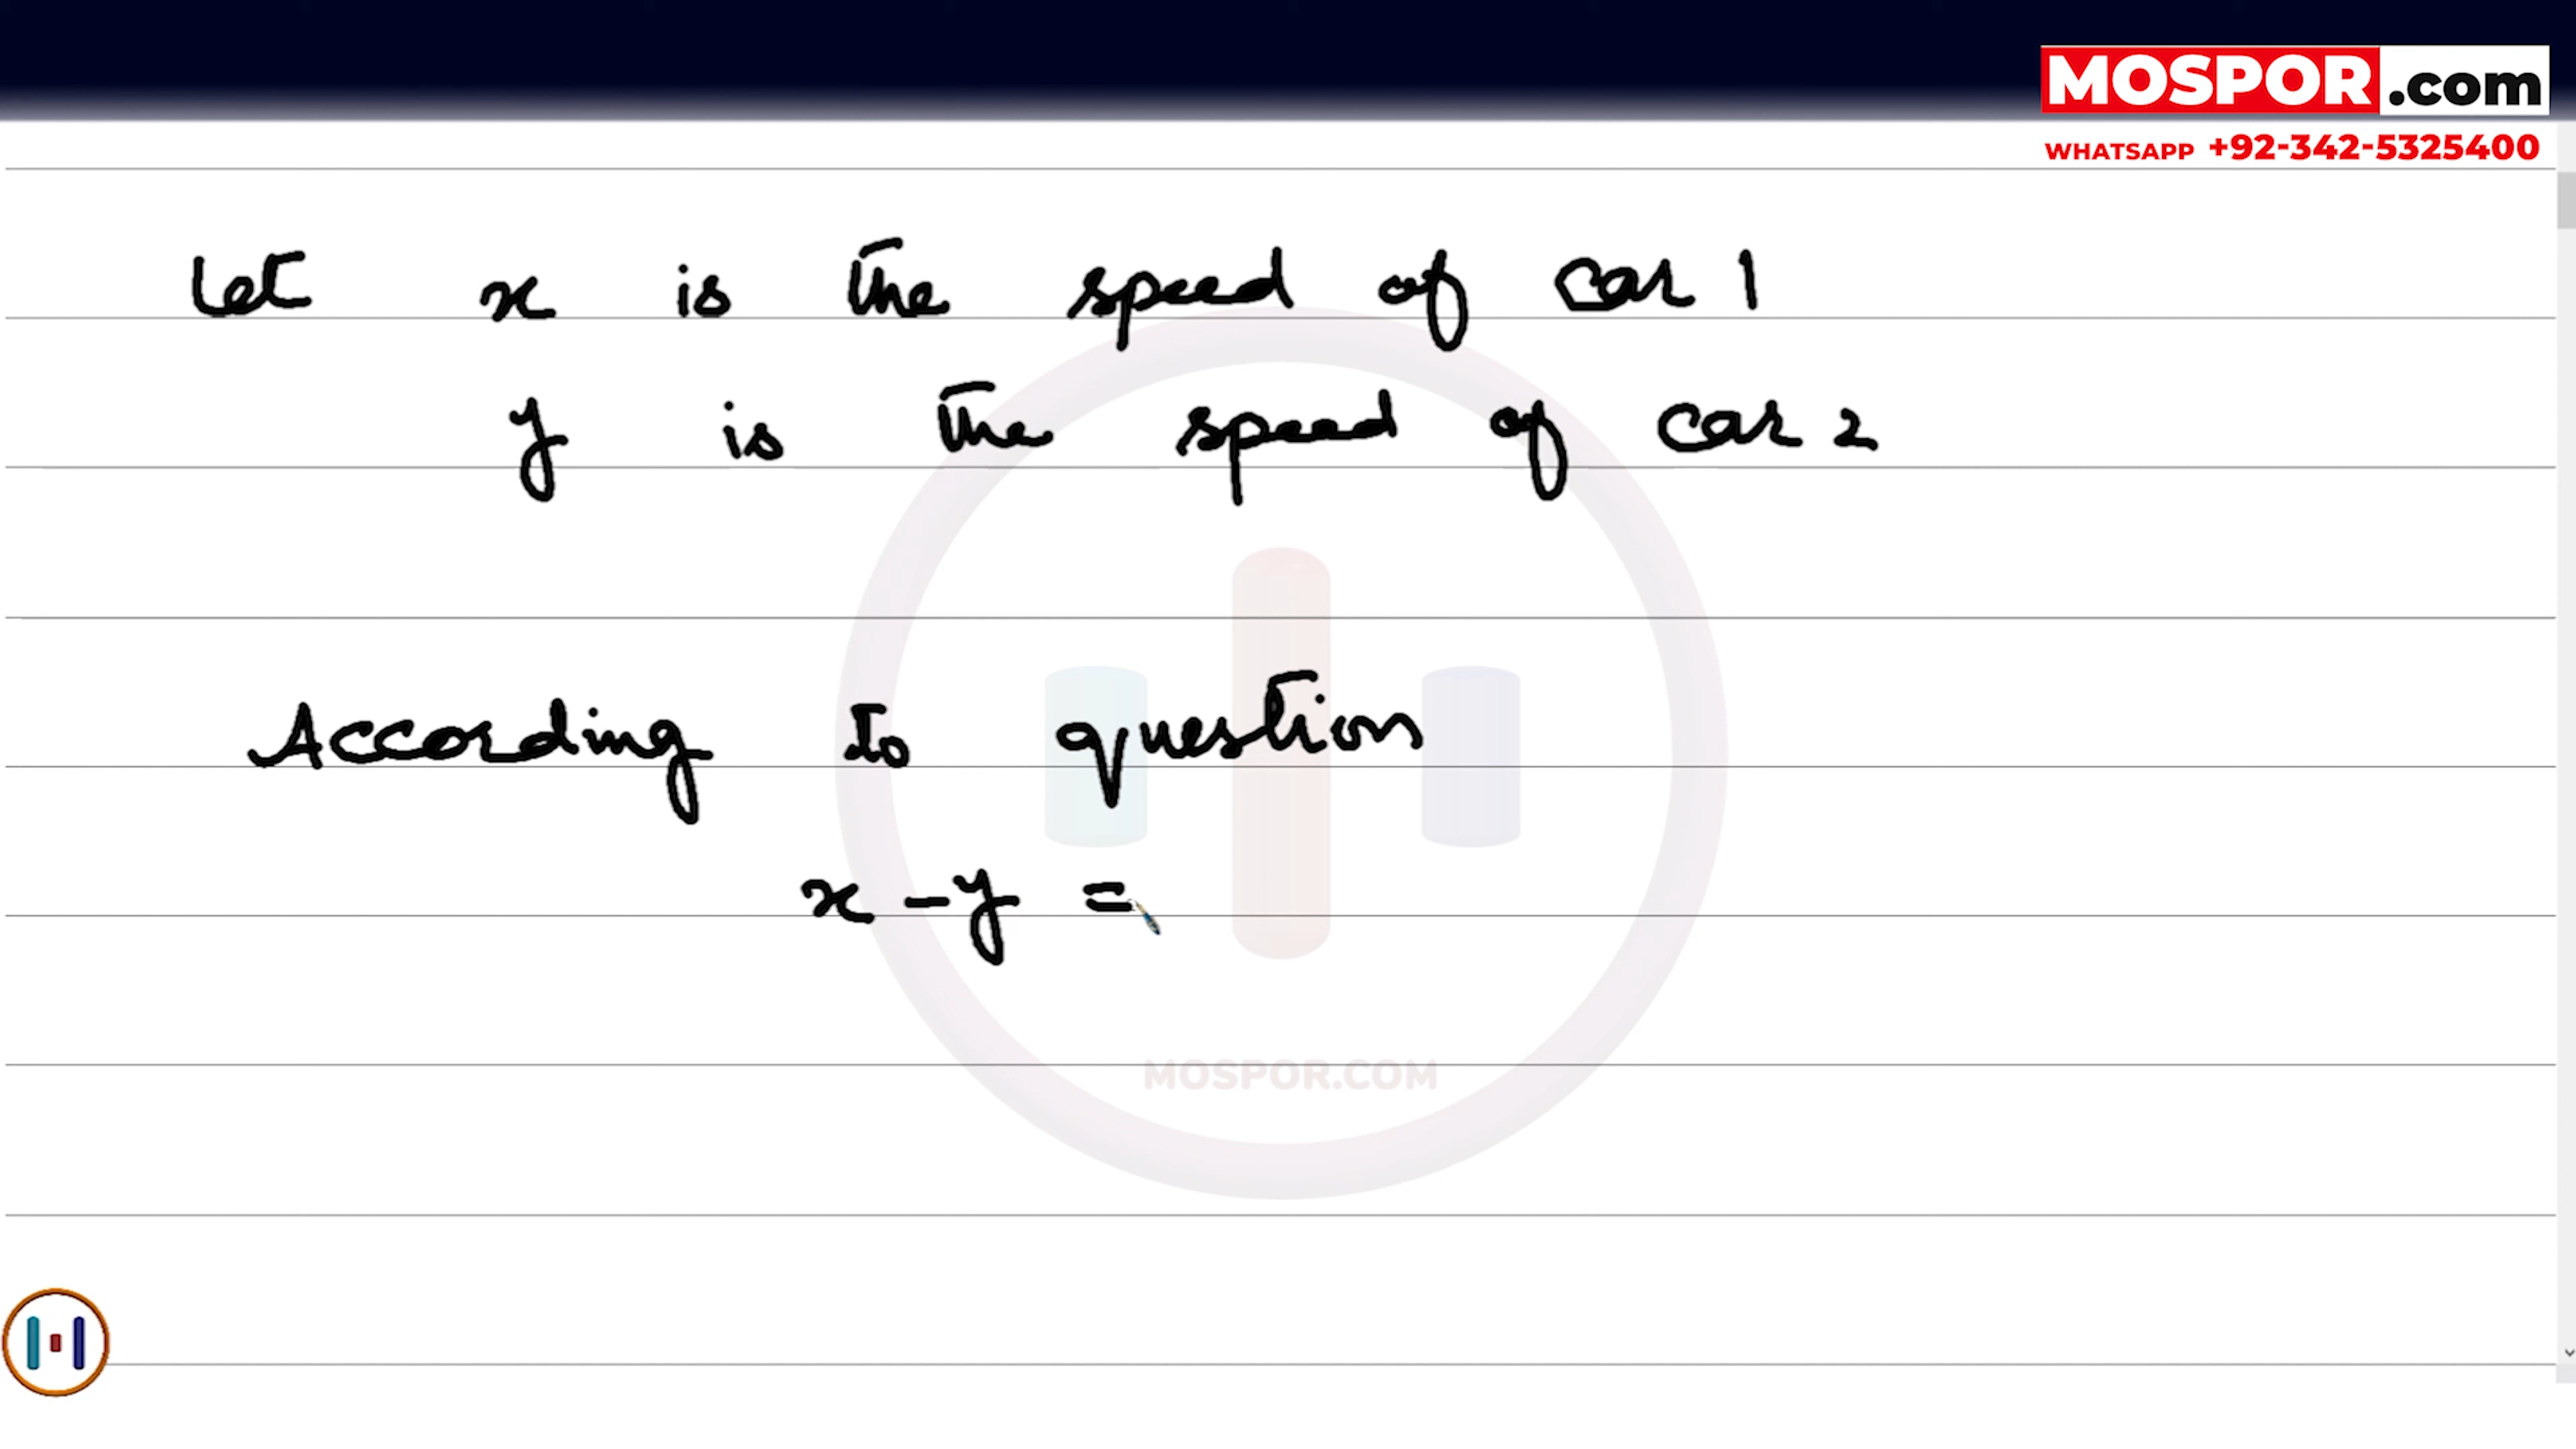 MOSPOR.com
WHATSAPP +92-342-5325400
Let x is the speed of car 1
y is the speed of car 2
According to question
x - y =
MOSPOR.COM